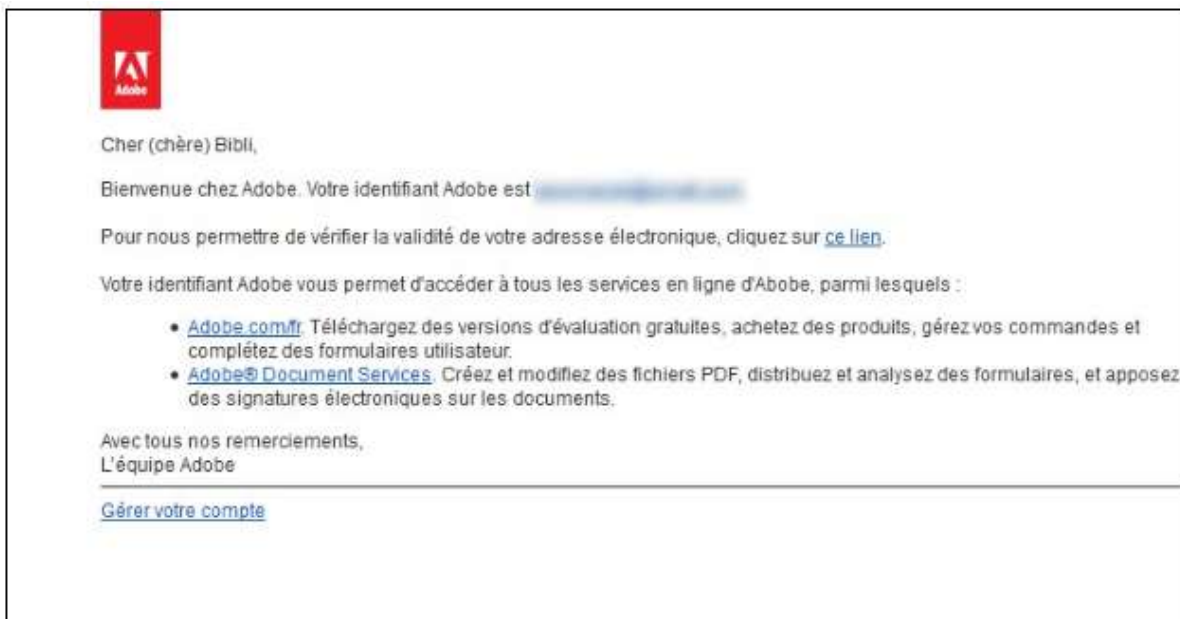 Adobe
Cher (chère) Bibli,
Bienvenue chez Adobe. Votre identifiant Adobe est
Pour nous permettre de vérifier la validité de votre adresse électronique, cliquez sur ce lien.
Votre identifiant Adobe vous permet d'accéder à tous les services en ligne d'Abobe, parmi lesquels :
• Adobe.com/fr. Téléchargez des versions d'évaluation gratuites, achetez des produits, gérez vos commandes et
complétez des formulaires utilisateur.
• Adobe® Document Services. Créez et modifiez des fichiers PDF, distribuez et analysez des formulaires, et apposez
des signatures électroniques sur les documents.
Avec tous nos remerciements,
L'équipe Adobe
Gérer votre compte